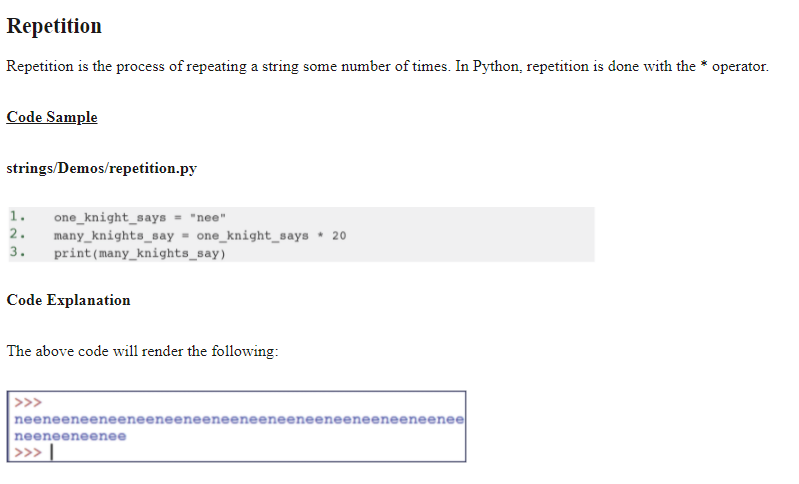 Repetition
Repetition is the process of repeating a string some number of times. In Python, repetition is done with the * operator.
Code Sample
strings/Demos/repetition.py
1. one_knight_says = "nee"
2. many_knights_say = one_knight_says * 20
3. print(many_knights_say)
Code Explanation
The above code will render the following:
>>>
neeneeneeneeneeneeneeneeneeneeneeneeneeneeneenee
neeneeneenee
>>> |